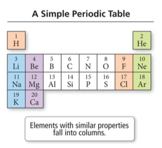 A Simple Periodic Table
1 2
H He
3 4 5 6 7 8 9 10
Li Be B C N O F Ne
11 12 13 14 15 16 17 18
Na Mg Al Si P S Cl Ar
19 20
K Ca
Elements with similar properties
fall into columns.